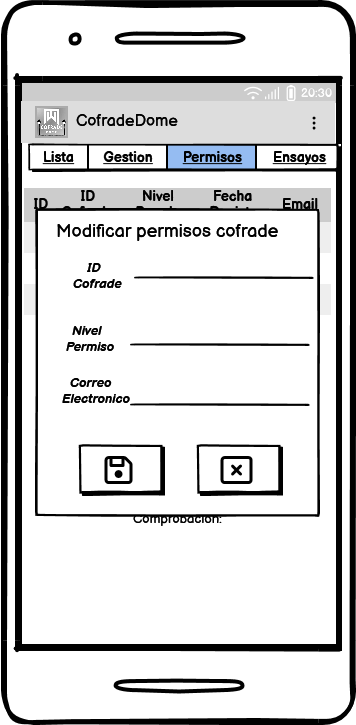 20:30
COFRADE
CofradeDome
Lista Gestion Permisos Ensayos
ID Nivel Fecha
ID Email
Modificar permisos cofrade
ID
Cofrade
Nivel
Permiso
Correo
Electronico
Comprobacion: